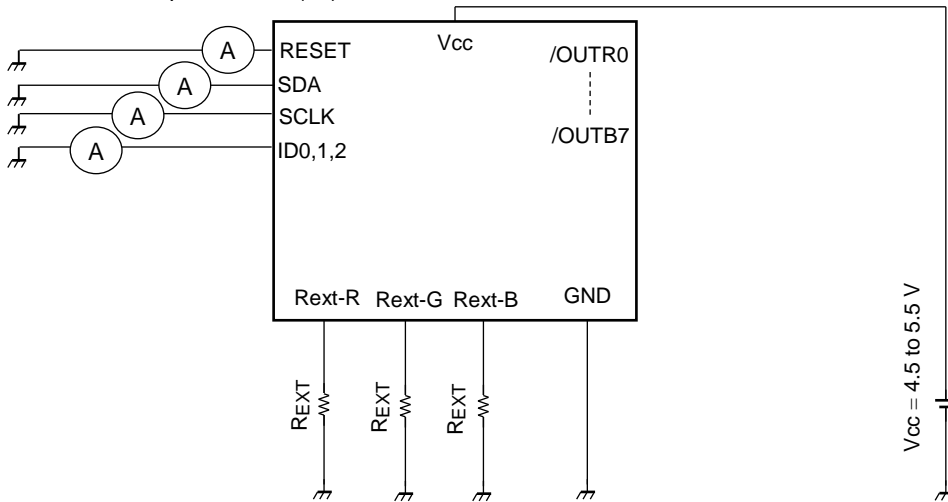 A
RESET
A
SDA
A
SCLK
A
ID0,1,2
Vcc
/OUTR0
/OUTB7
Rext-R Rext-G Rext-B GND
REXT
REXT
REXT
Vcc = 4.5 to 5.5 V